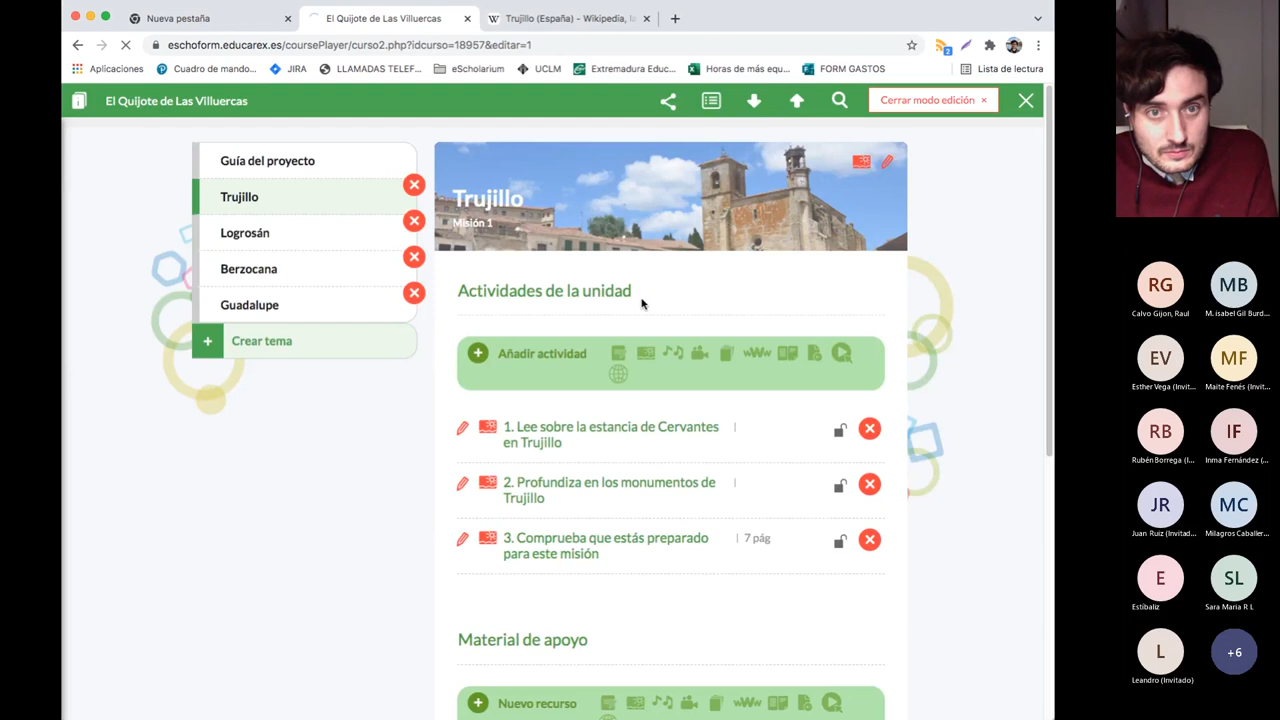 Nueva pestaña
El Quijote de Las Villuercas
Trujillo (España) - Wikipedia, la
eschoform.educarex.es/coursePlayer/curso2.php?idcurso=18957&editar=1
Aplicaciones
Cuadro de mando...
JIRA
LLAMADAS TELEF...
eScholarium
UCLM
Extremadura Educ...
Horas de más equ...
FORM GASTOS
Lista de lectura
El Quijote de Las Villuercas
Cerrar modo edición ×
Guía del proyecto
Trujillo
Logrosán
Berzocana
Guadalupe
+ Crear tema
Trujillo
Misión 1
Actividades de la unidad
Añadir actividad
1. Lee sobre la estancia de Cervantes
en Trujillo
2. Profundiza en los monumentos de
Trujillo
3. Comprueba que estás preparado
para este misión
7 pág
Material de apoyo
Nuevo recurso
RG
Calvo Gijon, Raul
MB
M. isabel Gil Burd...
EV
Esther Vega (Invit...
MF
Maite Fenés (Invit...
RB
Rubén Borrega (I...
IF
Inma Fernández (...
JR
Juan Ruiz (Invitad...
MC
Milagros Caballer...
E
Estíbaliz
SL
Sara Maria R L
L
Leandro (Invitado)
+6